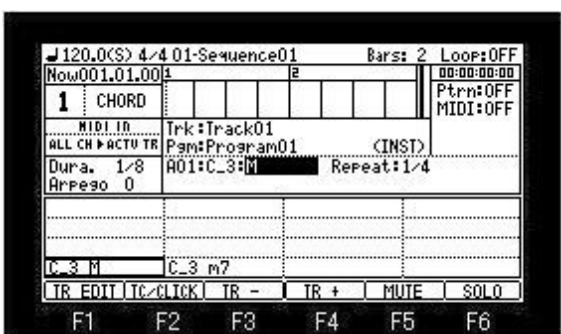 ♩120.0(S) 4/4 01-Sequence01 Bars: 2 Loop:OFF
Now001.01.00 1 2 00:00:00:00
1 CHORD Ptrn:OFF
MIDI:OFF
MIDI IN Trk:Track01
ALL CH▶ACTV TR Pgm:Program01 (INST)
Dura. 1/8 A01:C_3:M Repeat:1/4
Arpego 0
C_3 M C_3 m7
TR EDIT TC/CLICK TR - TR + MUTE SOLO
F1 F2 F3 F4 F5 F6